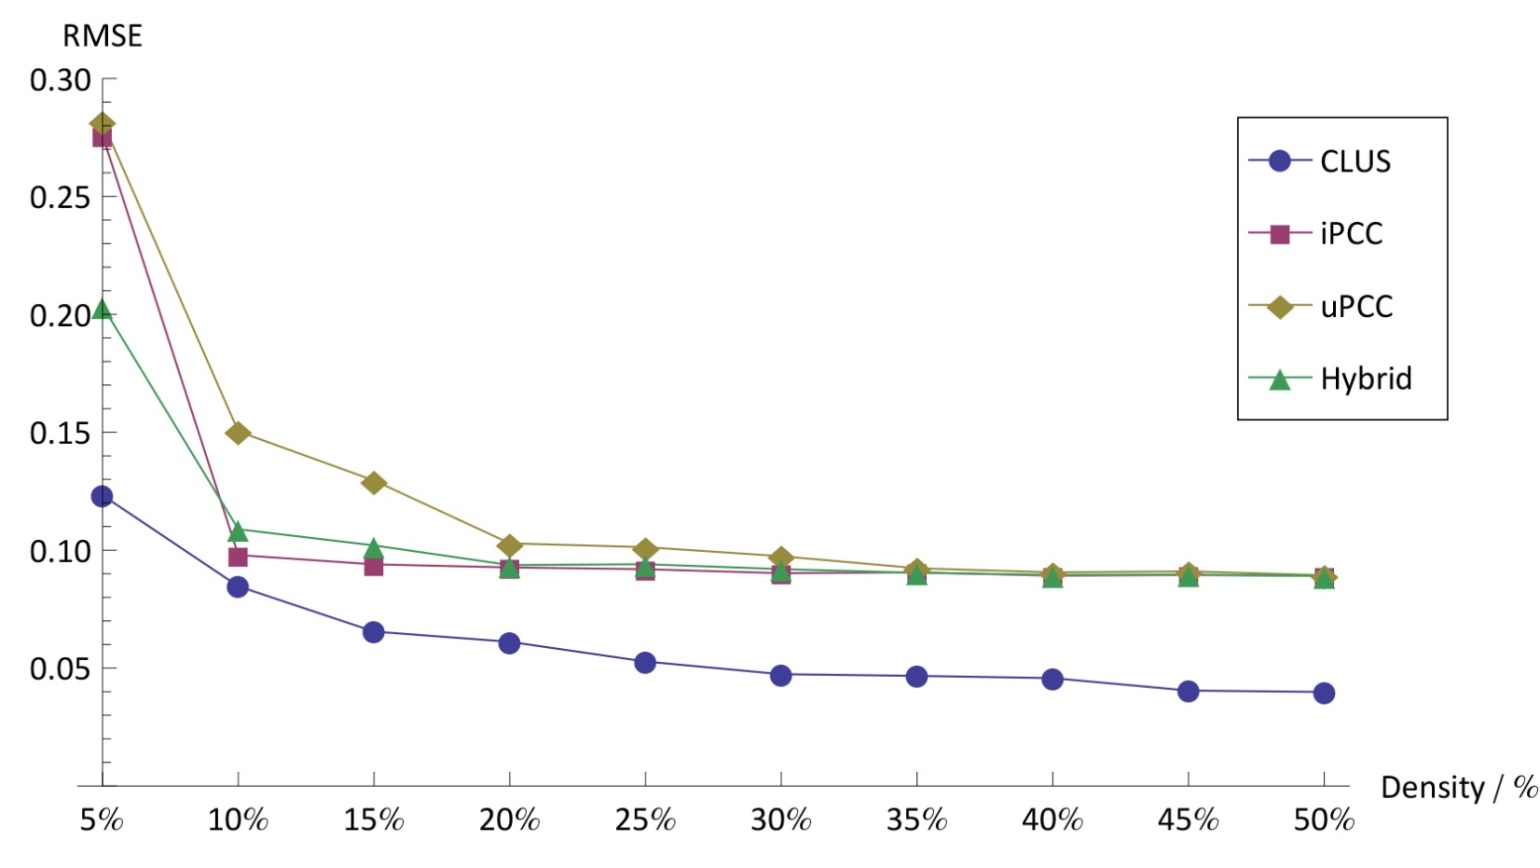 RMSE
0.30
0.25
0.20
0.15
0.10
0.05
CLUS
iPCC
uPCC
Hybrid
Density / %
5% 10% 15% 20% 25% 30% 35% 40% 45% 50%